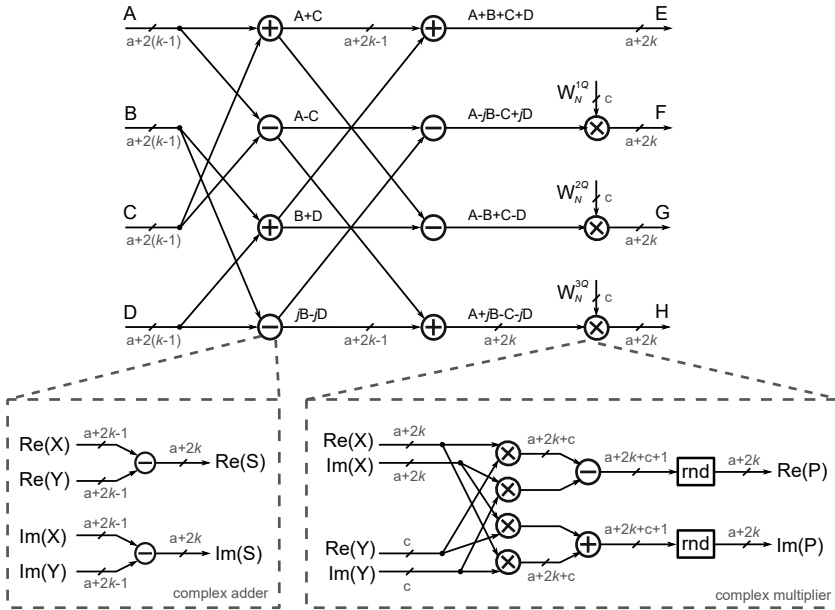 A
a+2(k-1)
A+C
a+2k-1
A+B+C+D
E
a+2k
B
a+2(k-1)
A-C
A-jB-C+jD
W_N^{1Q}
c
F
a+2k
C
a+2(k-1)
B+D
A-B+C-D
W_N^{2Q}
c
G
a+2k
D
a+2(k-1)
jB-jD
a+2k-1
A+jB-C-jD
a+2k
W_N^{3Q}
c
H
a+2k
Re(X)
a+2k-1
Re(Y)
a+2k-1
a+2k
Re(S)
Im(X)
a+2k-1
Im(Y)
a+2k-1
a+2k
Im(S)
complex adder
Re(X)
a+2k
Im(X)
a+2k
Re(Y)
c
Im(Y)
c
a+2k+c
a+2k+c
a+2k+c+1
rnd
a+2k
Re(P)
a+2k+c+1
rnd
a+2k
Im(P)
complex multiplier